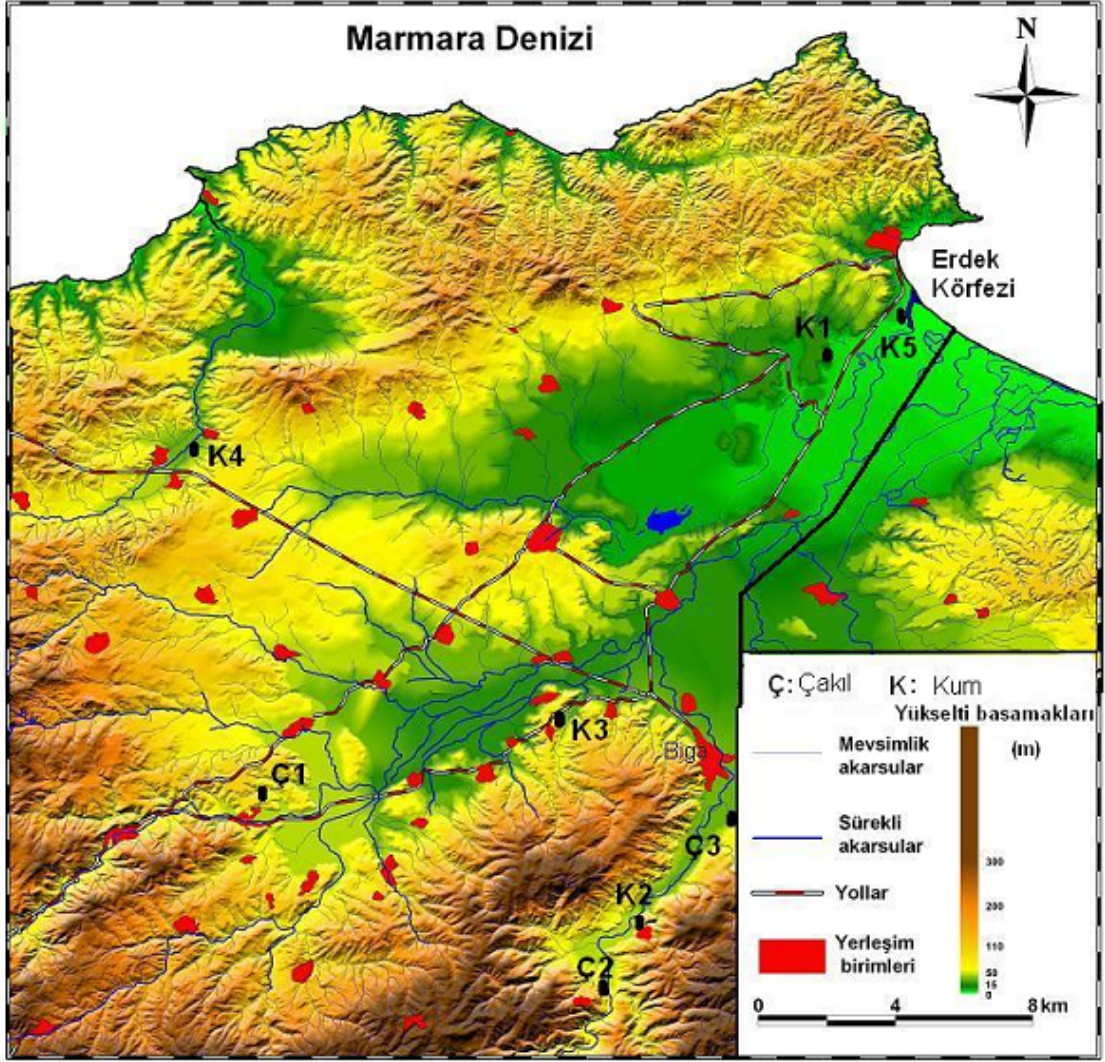 Marmara Denizi
N
Erdek
Körfezi
K1
K5
K4
K3
Biga
Ç1
Ç3
K2
Ç2
Ç: Çakıl K: Kum
Yükselti basamakları
(m)
Mevsimlik
akarsular
Sürekli
akarsular
Yollar
Yerleşim
birimleri
300
200
110
50
15
0
0 4 8 km